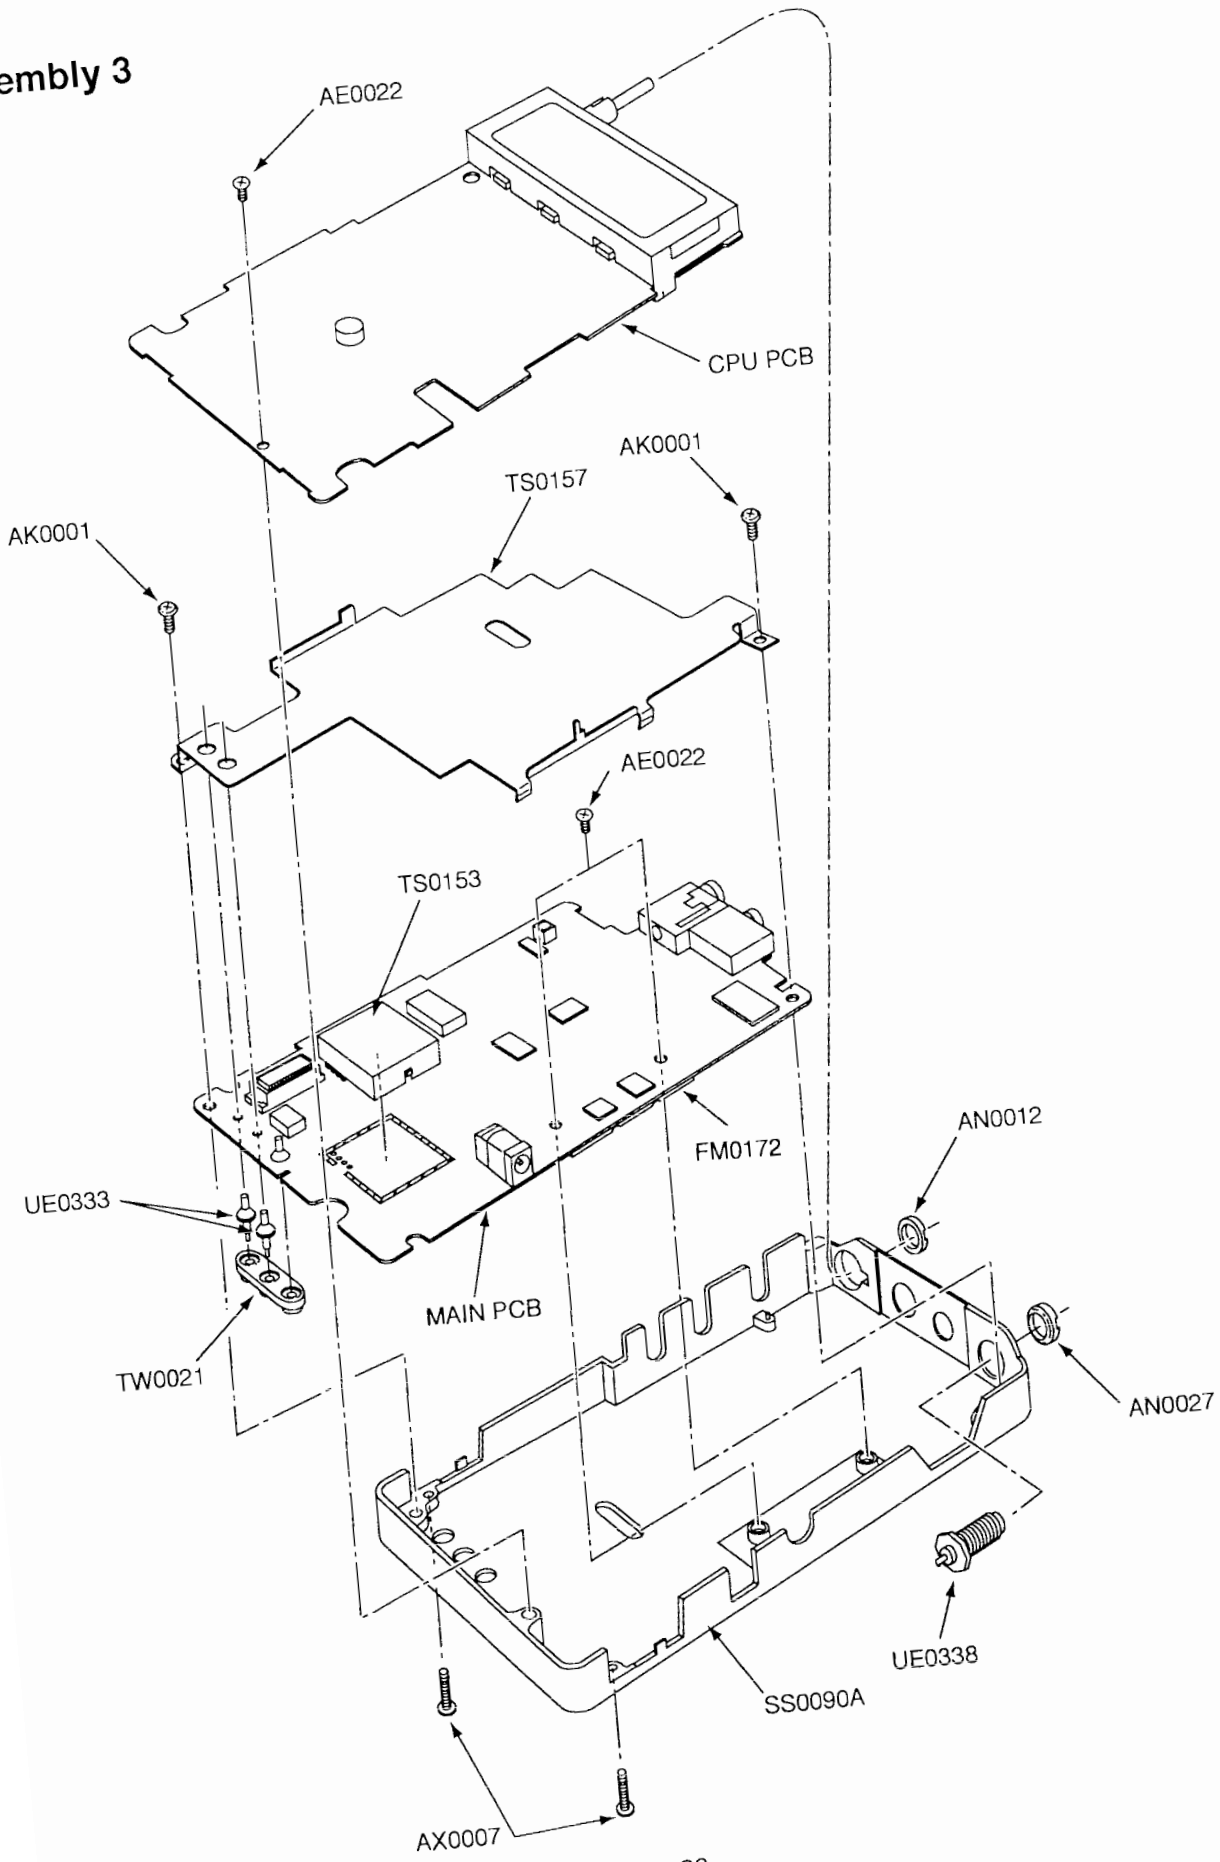 embly 3
AE0022
CPU PCB
AK0001
TS0157
AK0001
AE0022
TS0153
AN0012
FM0172
UE0333
MAIN PCB
TW0021
AN0027
UE0338
SS0090A
AX0007